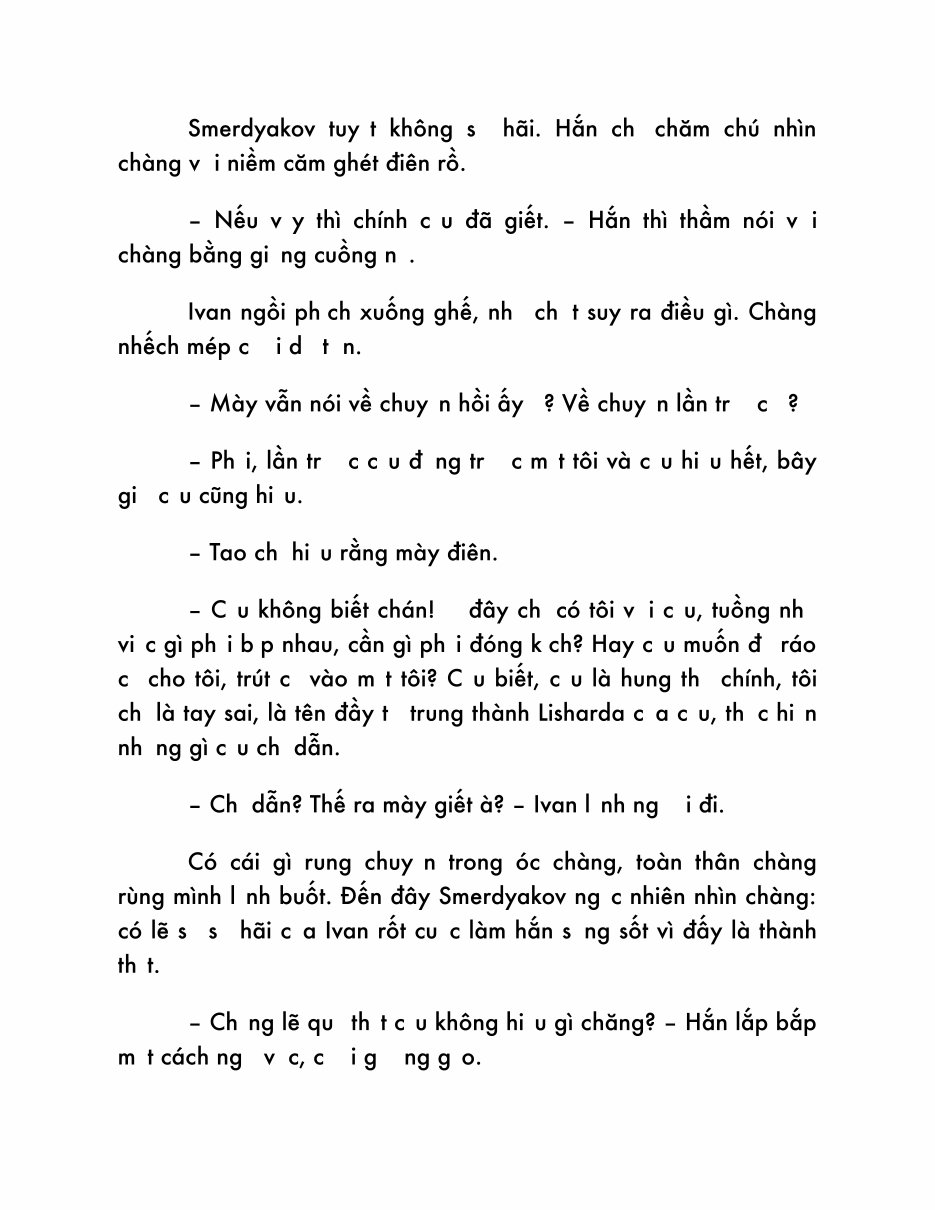 Smerdyakov tuy t không s hãi. Hắn ch chăm chú nhìn
chàng v i niềm căm ghét điên rồ.
– Nếu v y thì chính c u đã giết. – Hắn thì thầm nói v i
chàng bằng gi ng cuồng n .
Ivan ngồi ph ch xuống ghế, nh ch t suy ra điều gì. Chàng
nhếch mép c i d t n.
– Mày vẫn nói về chuy n hồi ấy ? Về chuy n lần tr c ?
– Ph i, lần tr c c u đ ng tr c m t tôi và c u hi u hết, bây
gi c u cũng hi u.
– Tao ch hi u rằng mày điên.
– C u không biết chán! đây ch có tôi v i c u, tuồng nh
vi c gì ph i b p nhau, cần gì ph i đóng k ch? Hay c u muốn đ ráo
c cho tôi, trút c vào m t tôi? C u biết, c u là hung th chính, tôi
ch là tay sai, là tên đầy t trung thành Lisharda c a c u, th c hi n
nh ng gì c u ch dẫn.
– Ch dẫn? Thế ra mày giết à? – Ivan l nh ng i đi.
Có cái gì rung chuy n trong óc chàng, toàn thân chàng
rùng mình l nh buốt. Đến đây Smerdyakov ng c nhiên nhìn chàng:
có lẽ s s hãi c a Ivan rốt cu c làm hắn s ng sốt vì đấy là thành
th t.
– Ch ng lẽ qu th t c u không hi u gì chăng? – Hắn lắp bắp
m t cách ng v c, c i g ng g o.